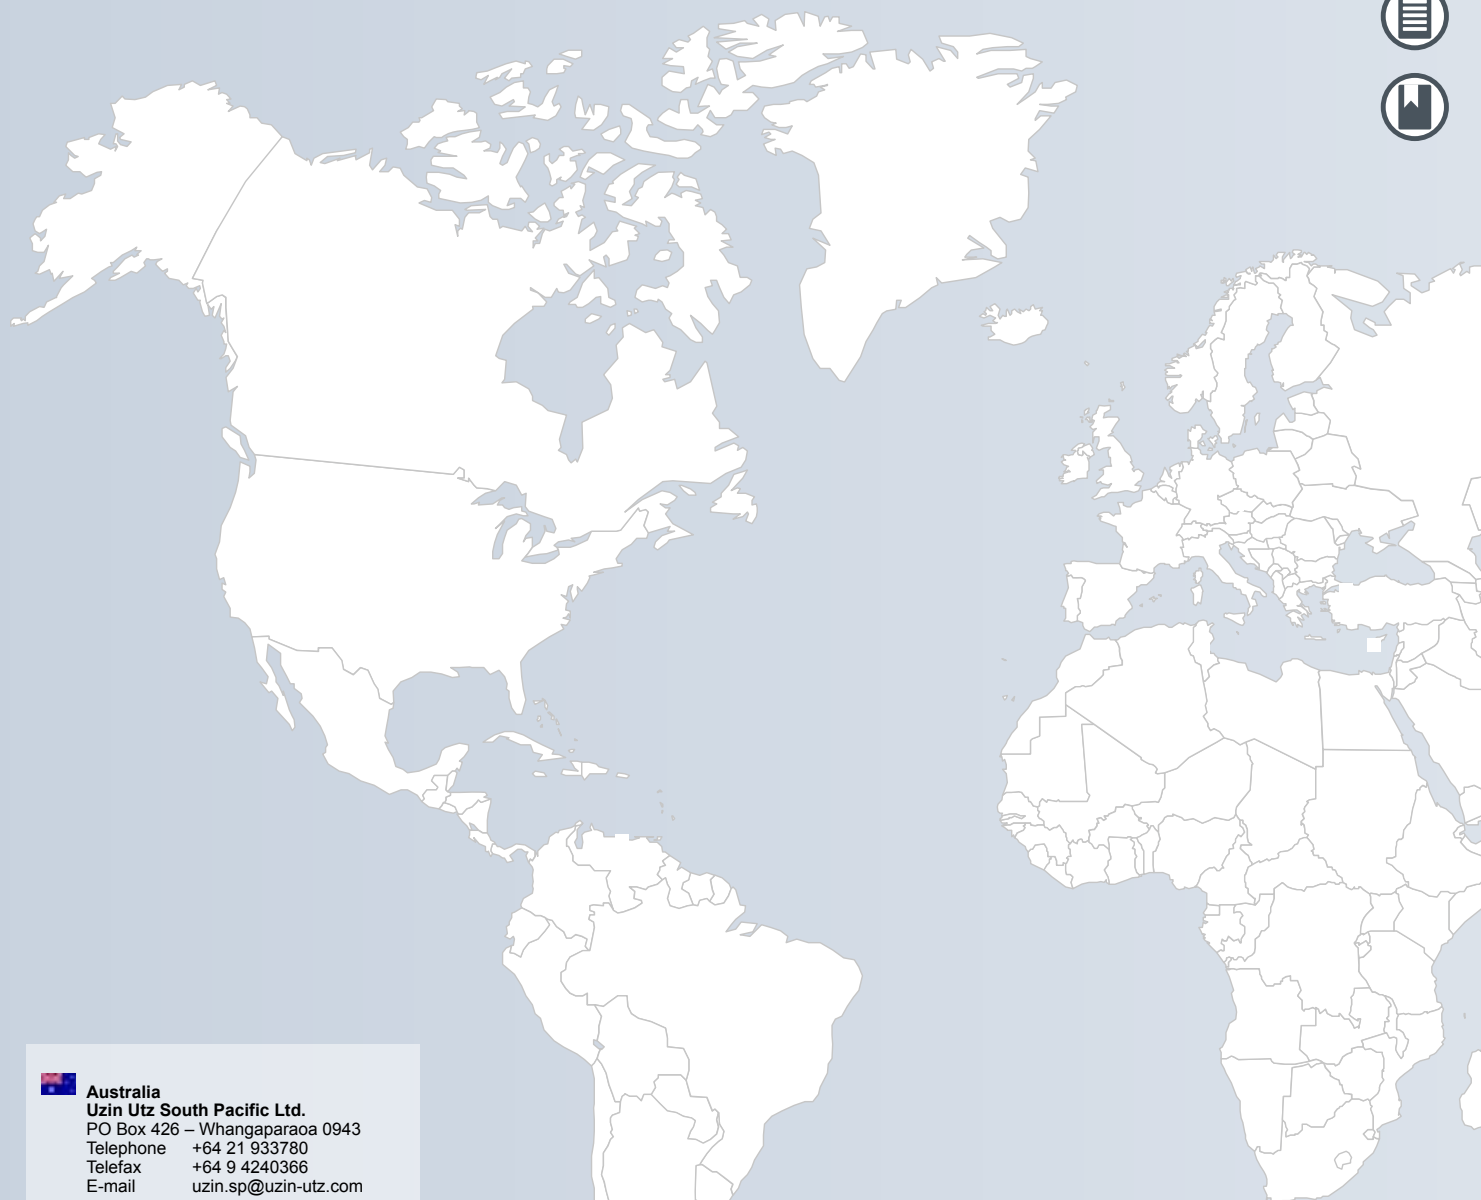 Australia
Uzin Utz South Pacific Ltd.
PO Box 426 – Whangaparaoa 0943
Telephone +64 21 933780
Telefax +64 9 4240366
E-mail uzin.sp@uzin-utz.com